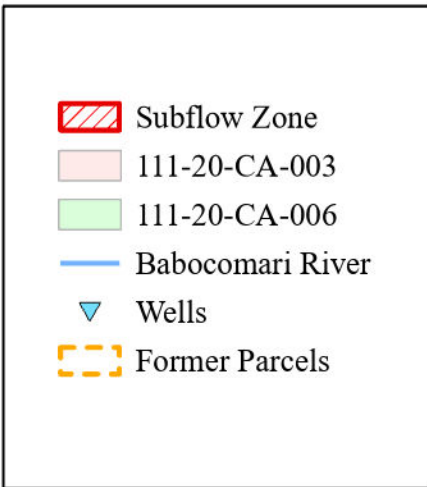 Subflow Zone
111-20-CA-003
111-20-CA-006
Babocomari River
Wells
Former Parcels